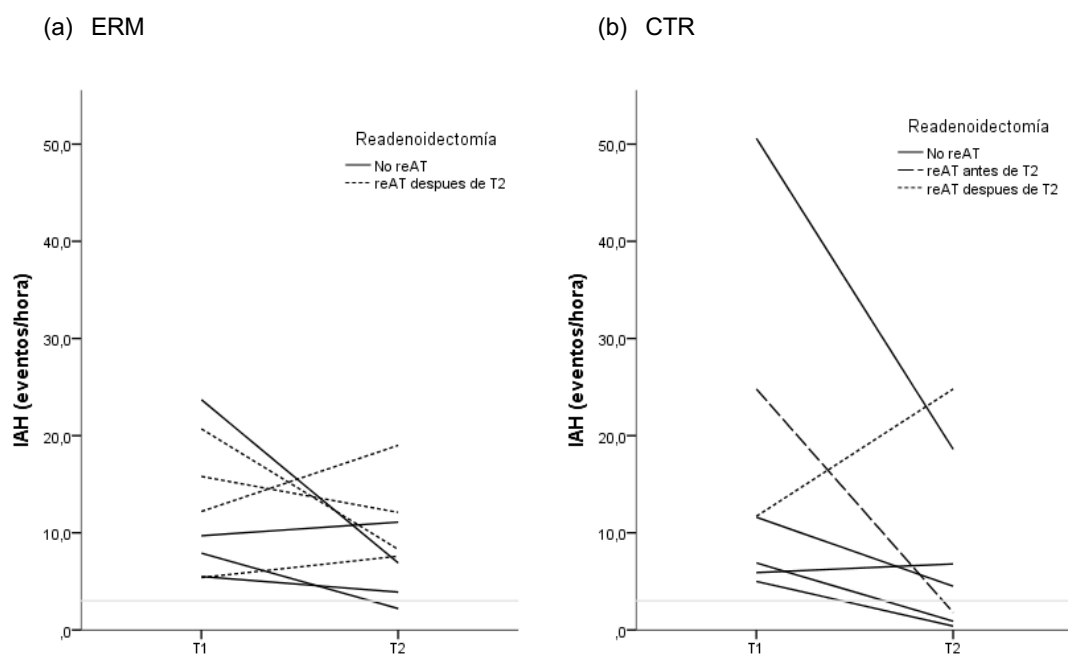 (a) ERM
IAH (eventos/hora)
50,0
40,0
30,0
20,0
10,0
,0
T1
T2
Readenoidectomía
No reAT
reAT despues de T2
(b) CTR
IAH (eventos/hora)
50,0
40,0
30,0
20,0
10,0
,0
T1
T2
Readenoidectomía
No reAT
reAT antes de T2
reAT despues de T2